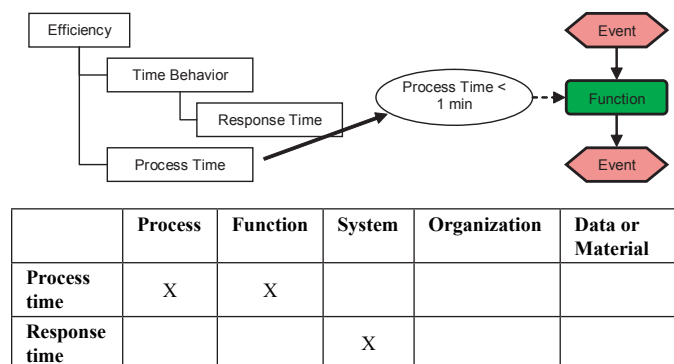 Efficiency
Event
Time Behavior
Process Time <
1 min
Function
Response Time
Process Time
Event
Process Function System Organization Data or
Material
Process
time X X
Response
time X